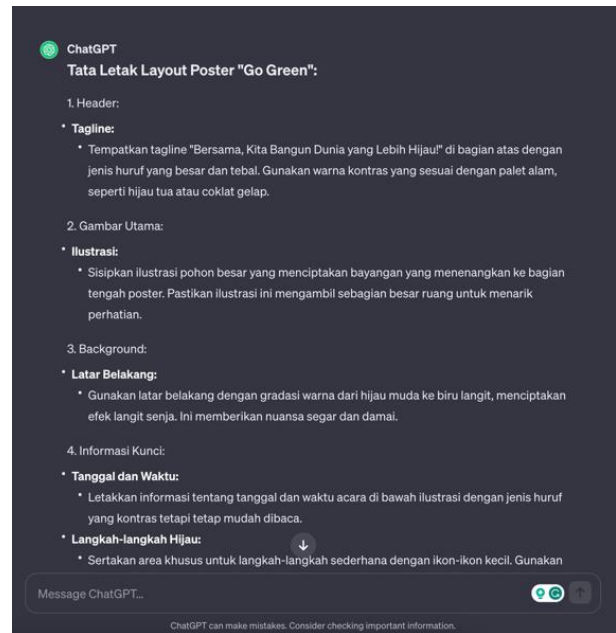 ChatGPT
Tata Letak Layout Poster "Go Green":
1. Header:
• Tagline:
• Tempatkan tagline "Bersama, Kita Bangun Dunia yang Lebih Hijau!" di bagian atas dengan
jenis huruf yang besar dan tebal. Gunakan warna kontras yang sesuai dengan palet alam,
seperti hijau tua atau coklat gelap.
2. Gambar Utama:
• Ilustrasi:
• Sisipkan ilustrasi pohon besar yang menciptakan bayangan yang menenangkan ke bagian
tengah poster. Pastikan ilustrasi ini mengambil sebagian besar ruang untuk menarik
perhatian.
3. Background:
• Latar Belakang:
• Gunakan latar belakang dengan gradasi warna dari hijau muda ke biru langit, menciptakan
efek langit senja. Ini memberikan nuansa segar dan damai.
4. Informasi Kunci:
• Tanggal dan Waktu:
• Letakkan informasi tentang tanggal dan waktu acara di bawah ilustrasi dengan jenis huruf
yang kontras tetapi tetap mudah dibaca.
• Langkah-langkah Hijau:
• Sertakan area khusus untuk langkah-langkah sederhana dengan ikon-ikon kecil. Gunakan
Message ChatGPT...
ChatGPT can make mistakes. Consider checking important information.